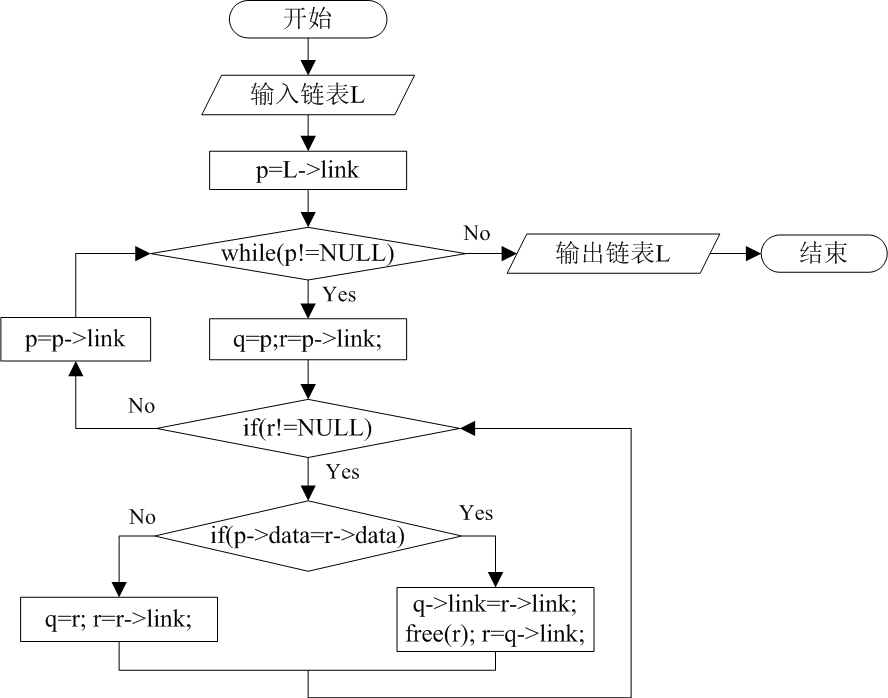 开始
输入链表L
p=L->link
while(p!=NULL)
No
输出链表L
结束
Yes
p=p->link
q=p;r=p->link;
No
if(r!=NULL)
Yes
No
if(p->data=r->data)
Yes
q=r; r=r->link;
q->link=r->link;
free(r); r=q->link;